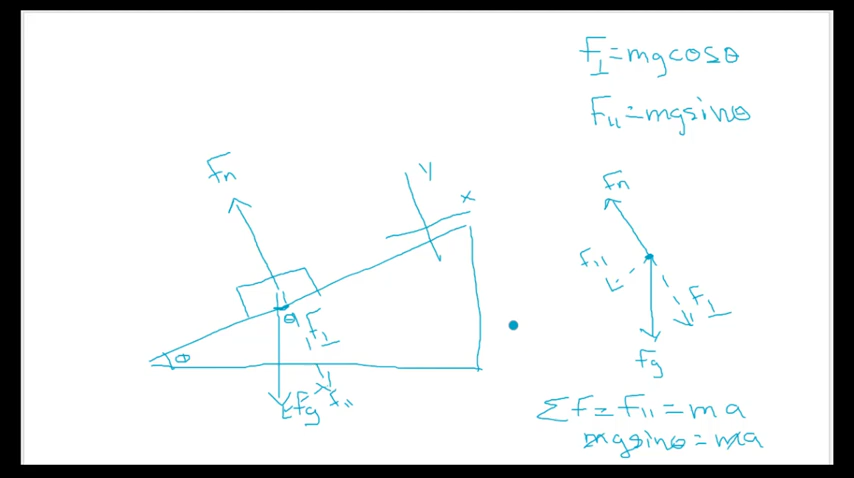 F⊥=mgcosθ
F∥=mgsinθ
Fn
y
x
θ
F⊥
θ
Fg
F∥
Fn
F∥
F⊥
Fg
ΣF=F∥=ma
mgsinθ=ma